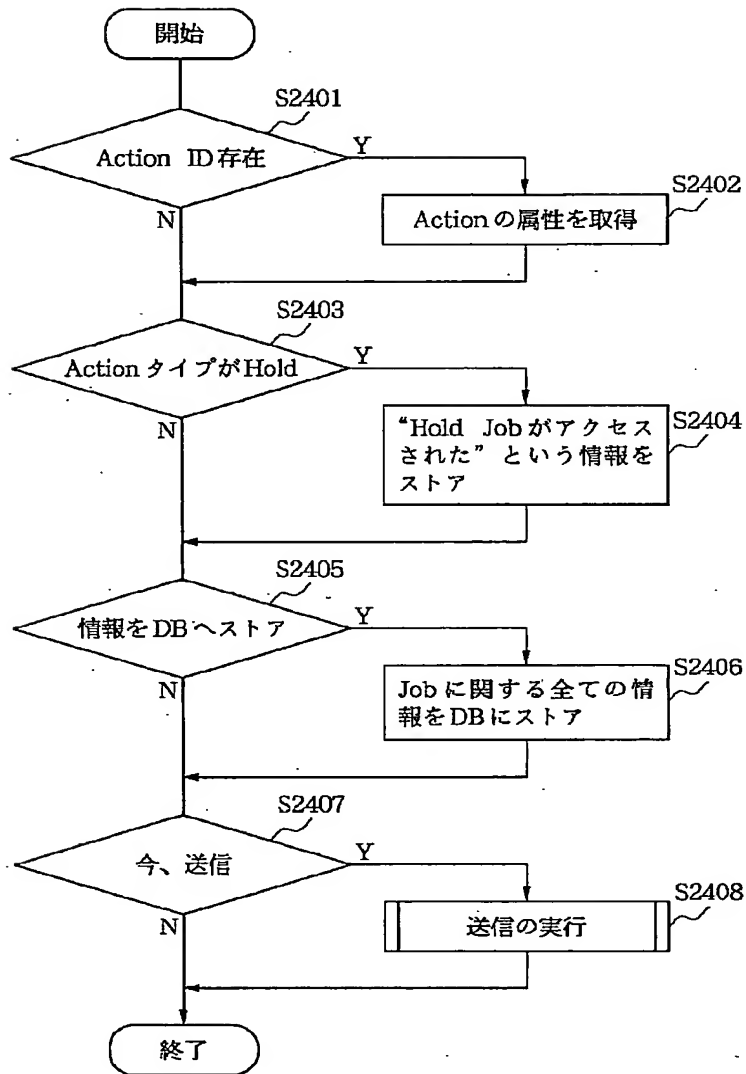 開始
S2401
Action ID存在
Y
N
S2402
Actionの属性を取得
S2403
ActionタイプがHold
Y
N
S2404
“Hold Jobがアクセス
された”という情報を
ストア
S2405
情報をDBへストア
Y
N
S2406
Jobに関する全ての情
報をDBにストア
S2407
今、送信
Y
N
S2408
送信の実行
終了